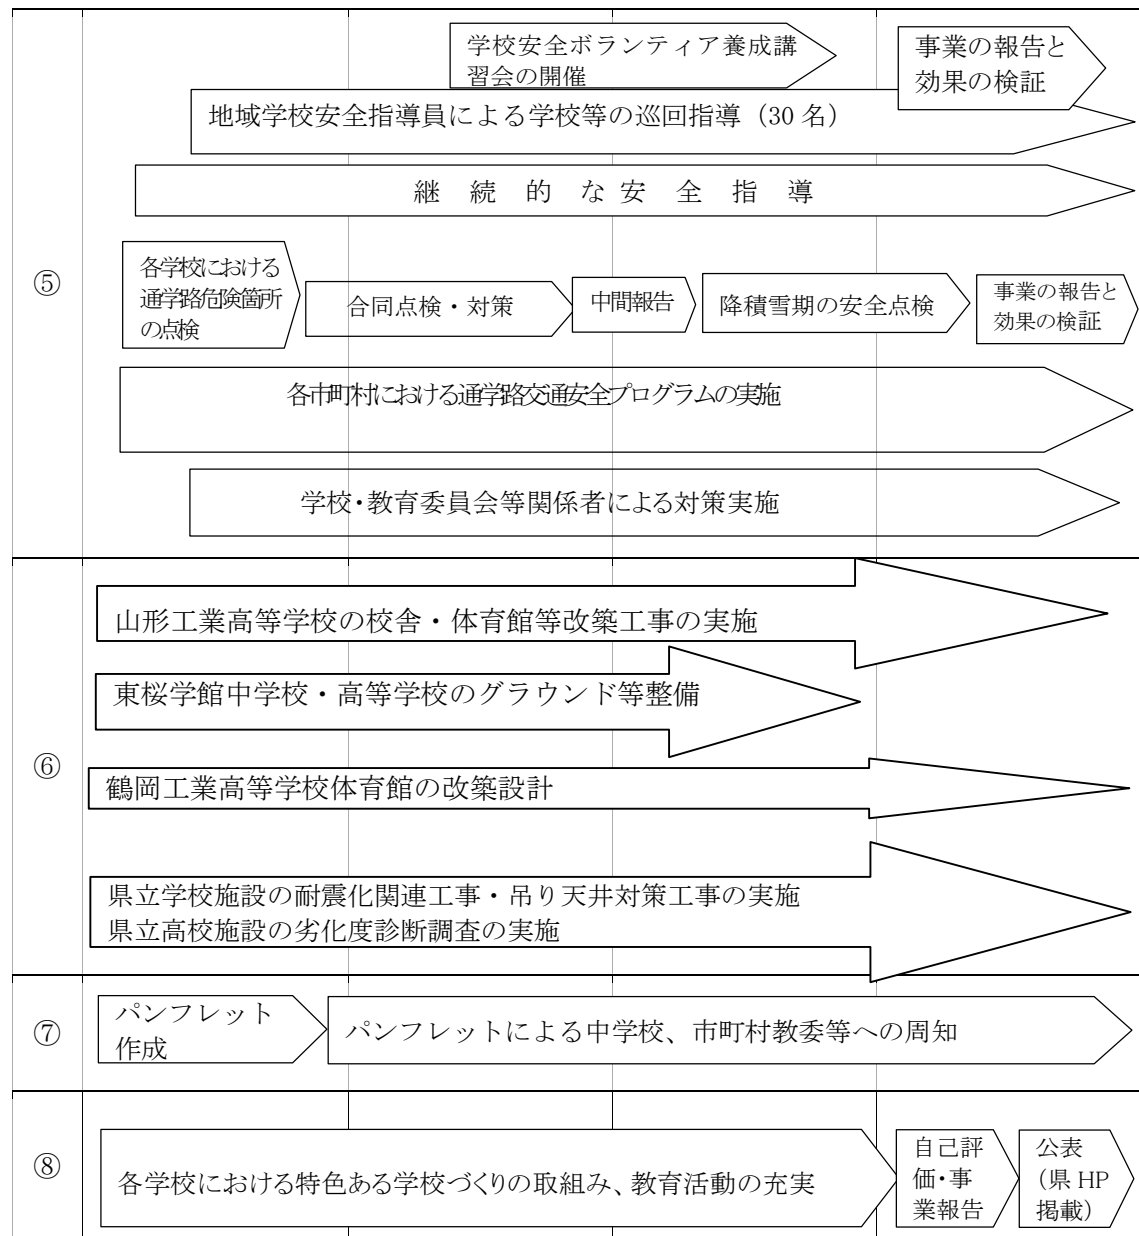 学校安全ボランティア養成講
習会の開催
事業の報告と
効果の検証
地域学校安全指導員による学校等の巡回指導（30 名）
継続的な安全指導
⑤
各学校における
通学路危険箇所
の点検
合同点検・対策
中間報告
降積雪期の安全点検
事業の報告と
効果の検証
各市町村における通学路交通安全プログラムの実施
学校・教育委員会等関係者による対策実施
⑥
山形工業高等学校の校舎・体育館等改築工事の実施
東桜学館中学校・高等学校のグラウンド等整備
鶴岡工業高等学校体育館の改築設計
県立学校施設の耐震化関連工事・吊り天井対策工事の実施
県立高校施設の劣化度診断調査の実施
⑦
パンフレット
作成
パンフレットによる中学校、市町村教委等への周知
⑧
各学校における特色ある学校づくりの取組み、教育活動の充実
自己評
価・事
業報告
公表
（県 HP
掲載）